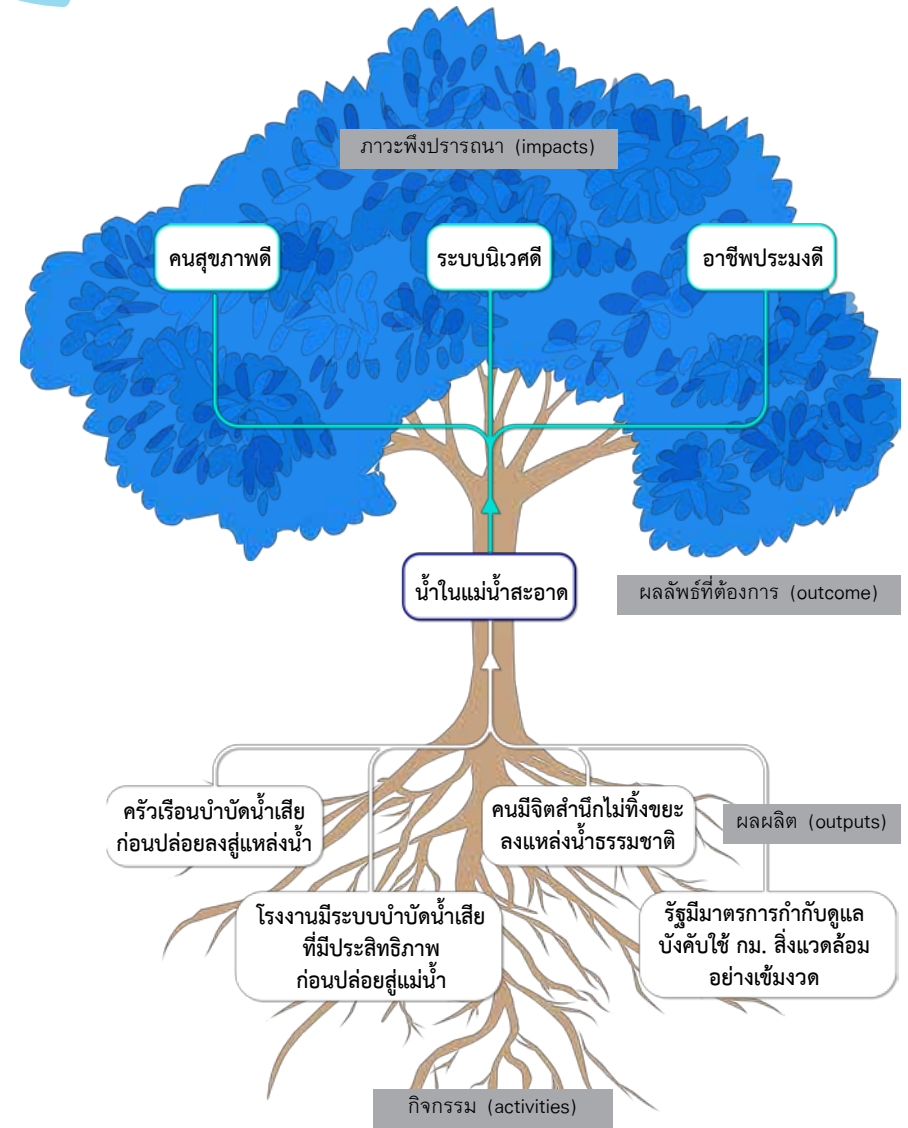 ภาวะพึงปรารถนา (impacts)
คนสุขภาพดี
ระบบนิเวศดี
อาชีพประมงดี
น้ำในแม่น้ำสะอาด
ผลลัพธ์ที่ต้องการ (outcome)
ครัวเรือนบำบัดน้ำเสีย
ก่อนปล่อยลงสู่แหล่งน้ำ
คนมีจิตสำนึกไม่ทิ้งขยะ
ลงแหล่งน้ำธรรมชาติ
ผลผลิต (outputs)
โรงงานมีระบบบำบัดน้ำเสีย
ที่มีประสิทธิภาพ
ก่อนปล่อยสู่แม่น้ำ
รัฐมีมาตรการกำกับดูแล
บังคับใช้ กม. สิ่งแวดล้อม
อย่างเข้มงวด
กิจกรรม (activities)